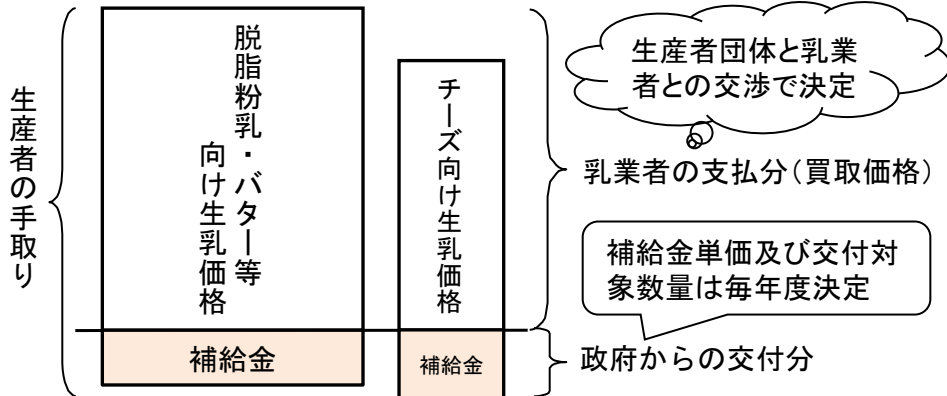 生産者の手取り
脱脂粉乳・バター等
向け生乳価格
補給金
チーズ向け生乳価格
補給金
生産者団体と乳業
者との交渉で決定
乳業者の支払分（買取価格）
補給金単価及び交付対
象数量は毎年度決定
政府からの交付分